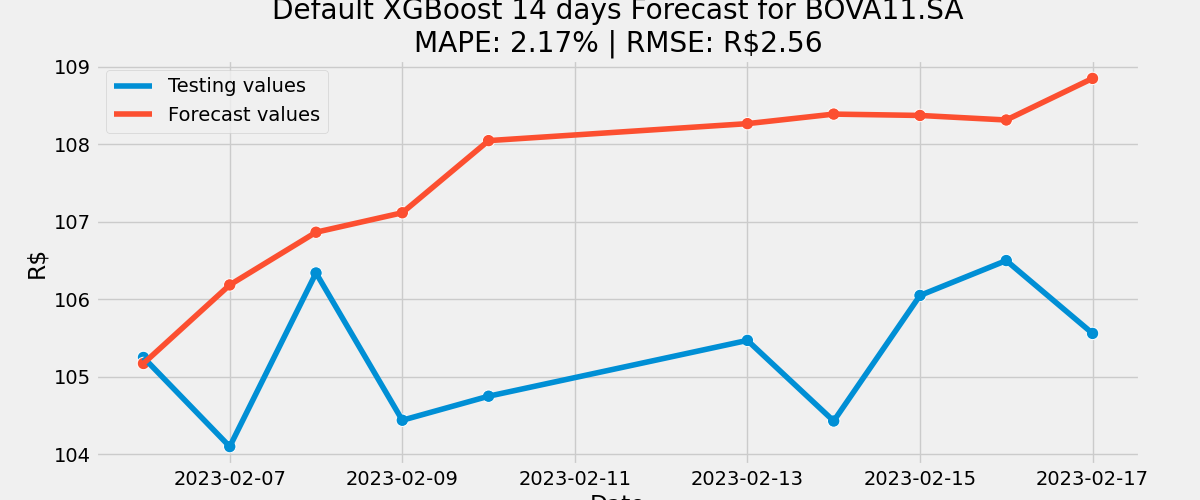 Default XGBoost 14 days Forecast for BOVA11.SA
MAPE: 2.17% | RMSE: R$2.56
Testing values
Forecast values
R$
109
108
107
106
105
104
2023-02-07
2023-02-09
2023-02-11
2023-02-13
2023-02-15
2023-02-17
Date